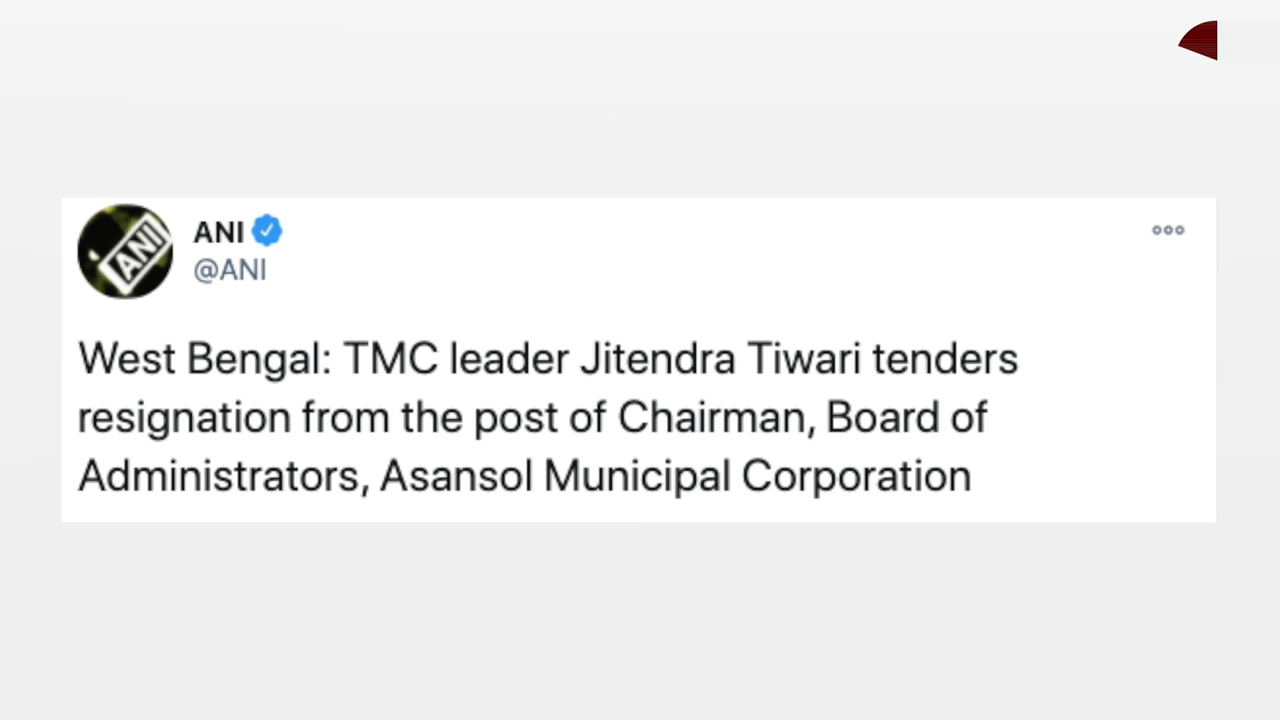 ANI
ANI
@ANI
West Bengal: TMC leader Jitendra Tiwari tenders
resignation from the post of Chairman, Board of
Administrators, Asansol Municipal Corporation